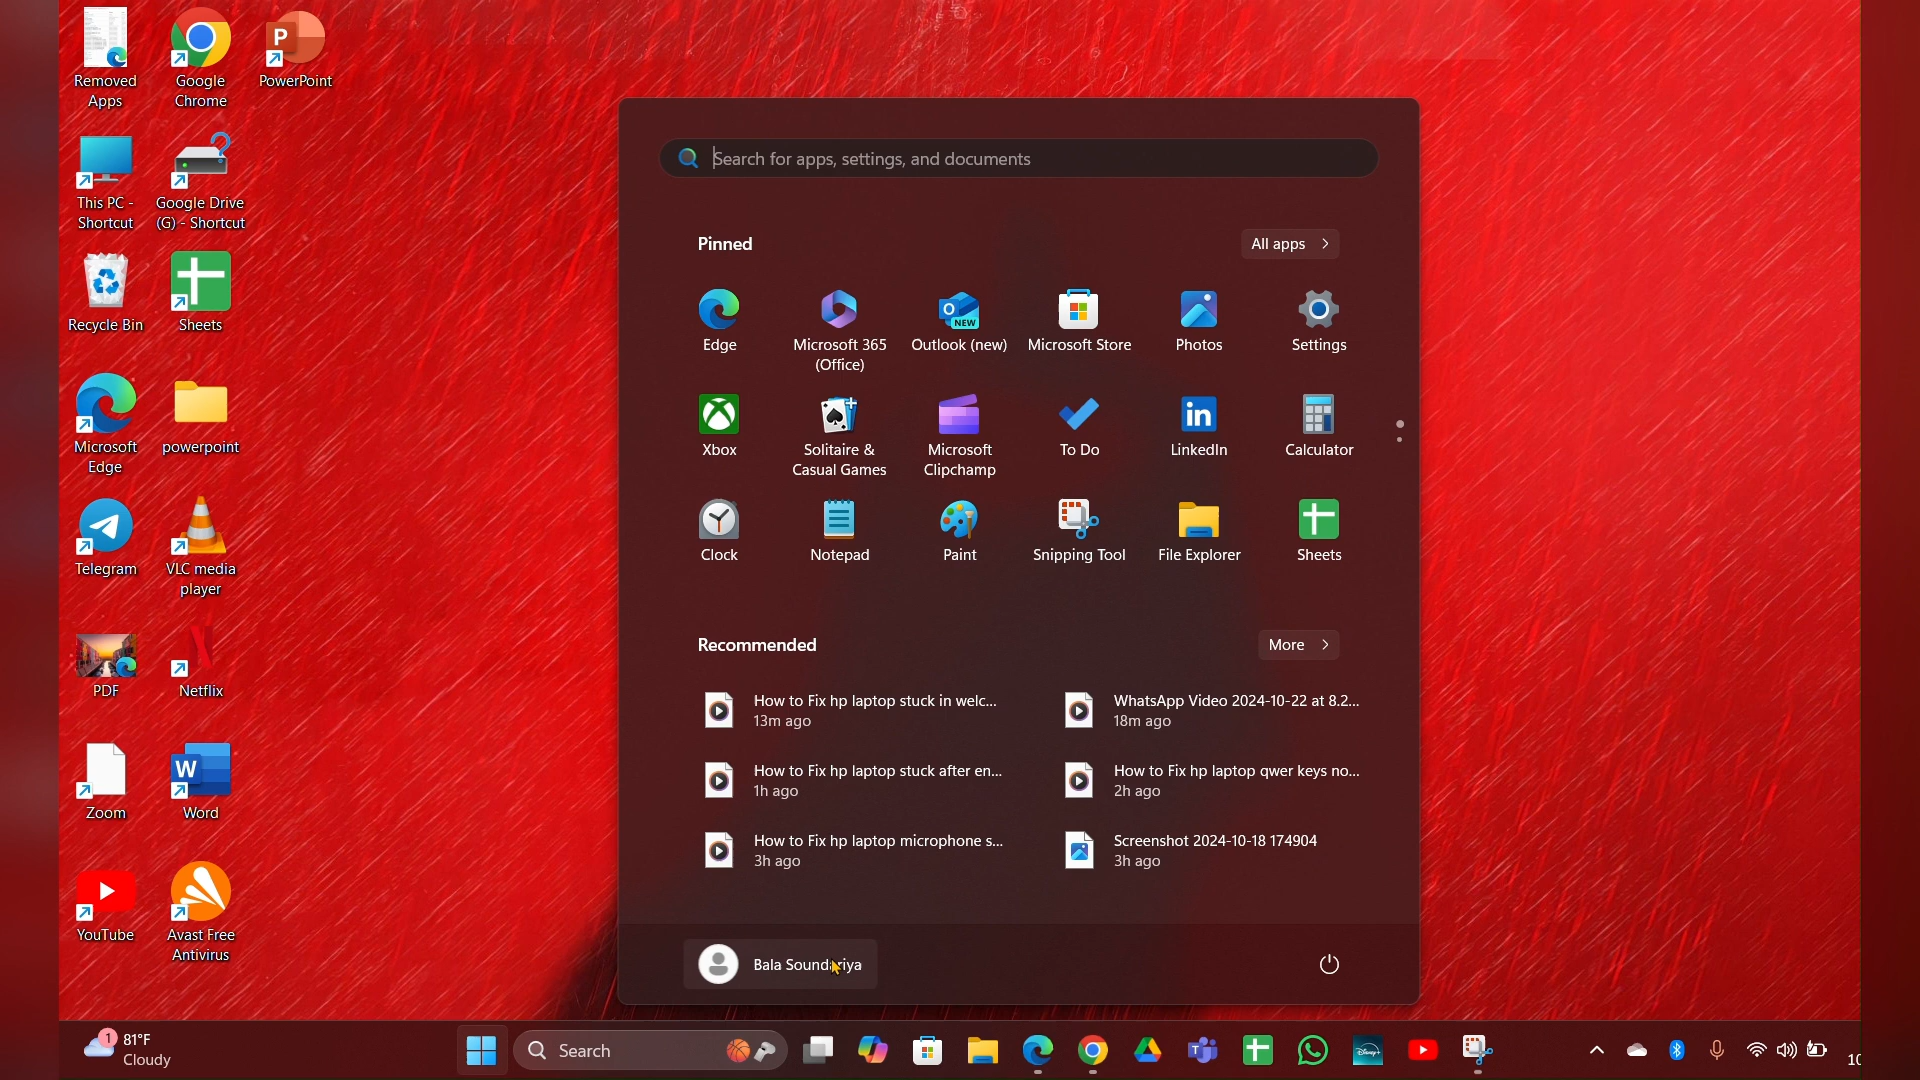 Removed
Apps
Google
Chrome
P
PowerPoint
This PC -
Shortcut
Google Drive
(G) - Shortcut
Recycle Bin
Sheets
Microsoft
Edge
powerpoint
Telegram
VLC media
player
PDF
Netflix
Zoom
W
Word
YouTube
Avast Free
Antivirus
Search for apps, settings, and documents
Pinned
All apps
Edge
Microsoft 365
(Office)
O
NEW
Outlook (new)
Microsoft Store
Photos
Settings
Xbox
Solitaire &
Casual Games
Microsoft
Clipchamp
To Do
in
LinkedIn
Calculator
Clock
Notepad
Paint
Snipping Tool
File Explorer
Sheets
Recommended
More
How to Fix hp laptop stuck in welc...
13m ago
WhatsApp Video 2024-10-22 at 8.2...
18m ago
How to Fix hp laptop stuck after en...
1h ago
How to Fix hp laptop qwer keys no...
2h ago
How to Fix hp laptop microphone s...
3h ago
Screenshot 2024-10-18 174904
3h ago
Bala Soundariya
1
81°F
Cloudy
Search
T
Disney+
10